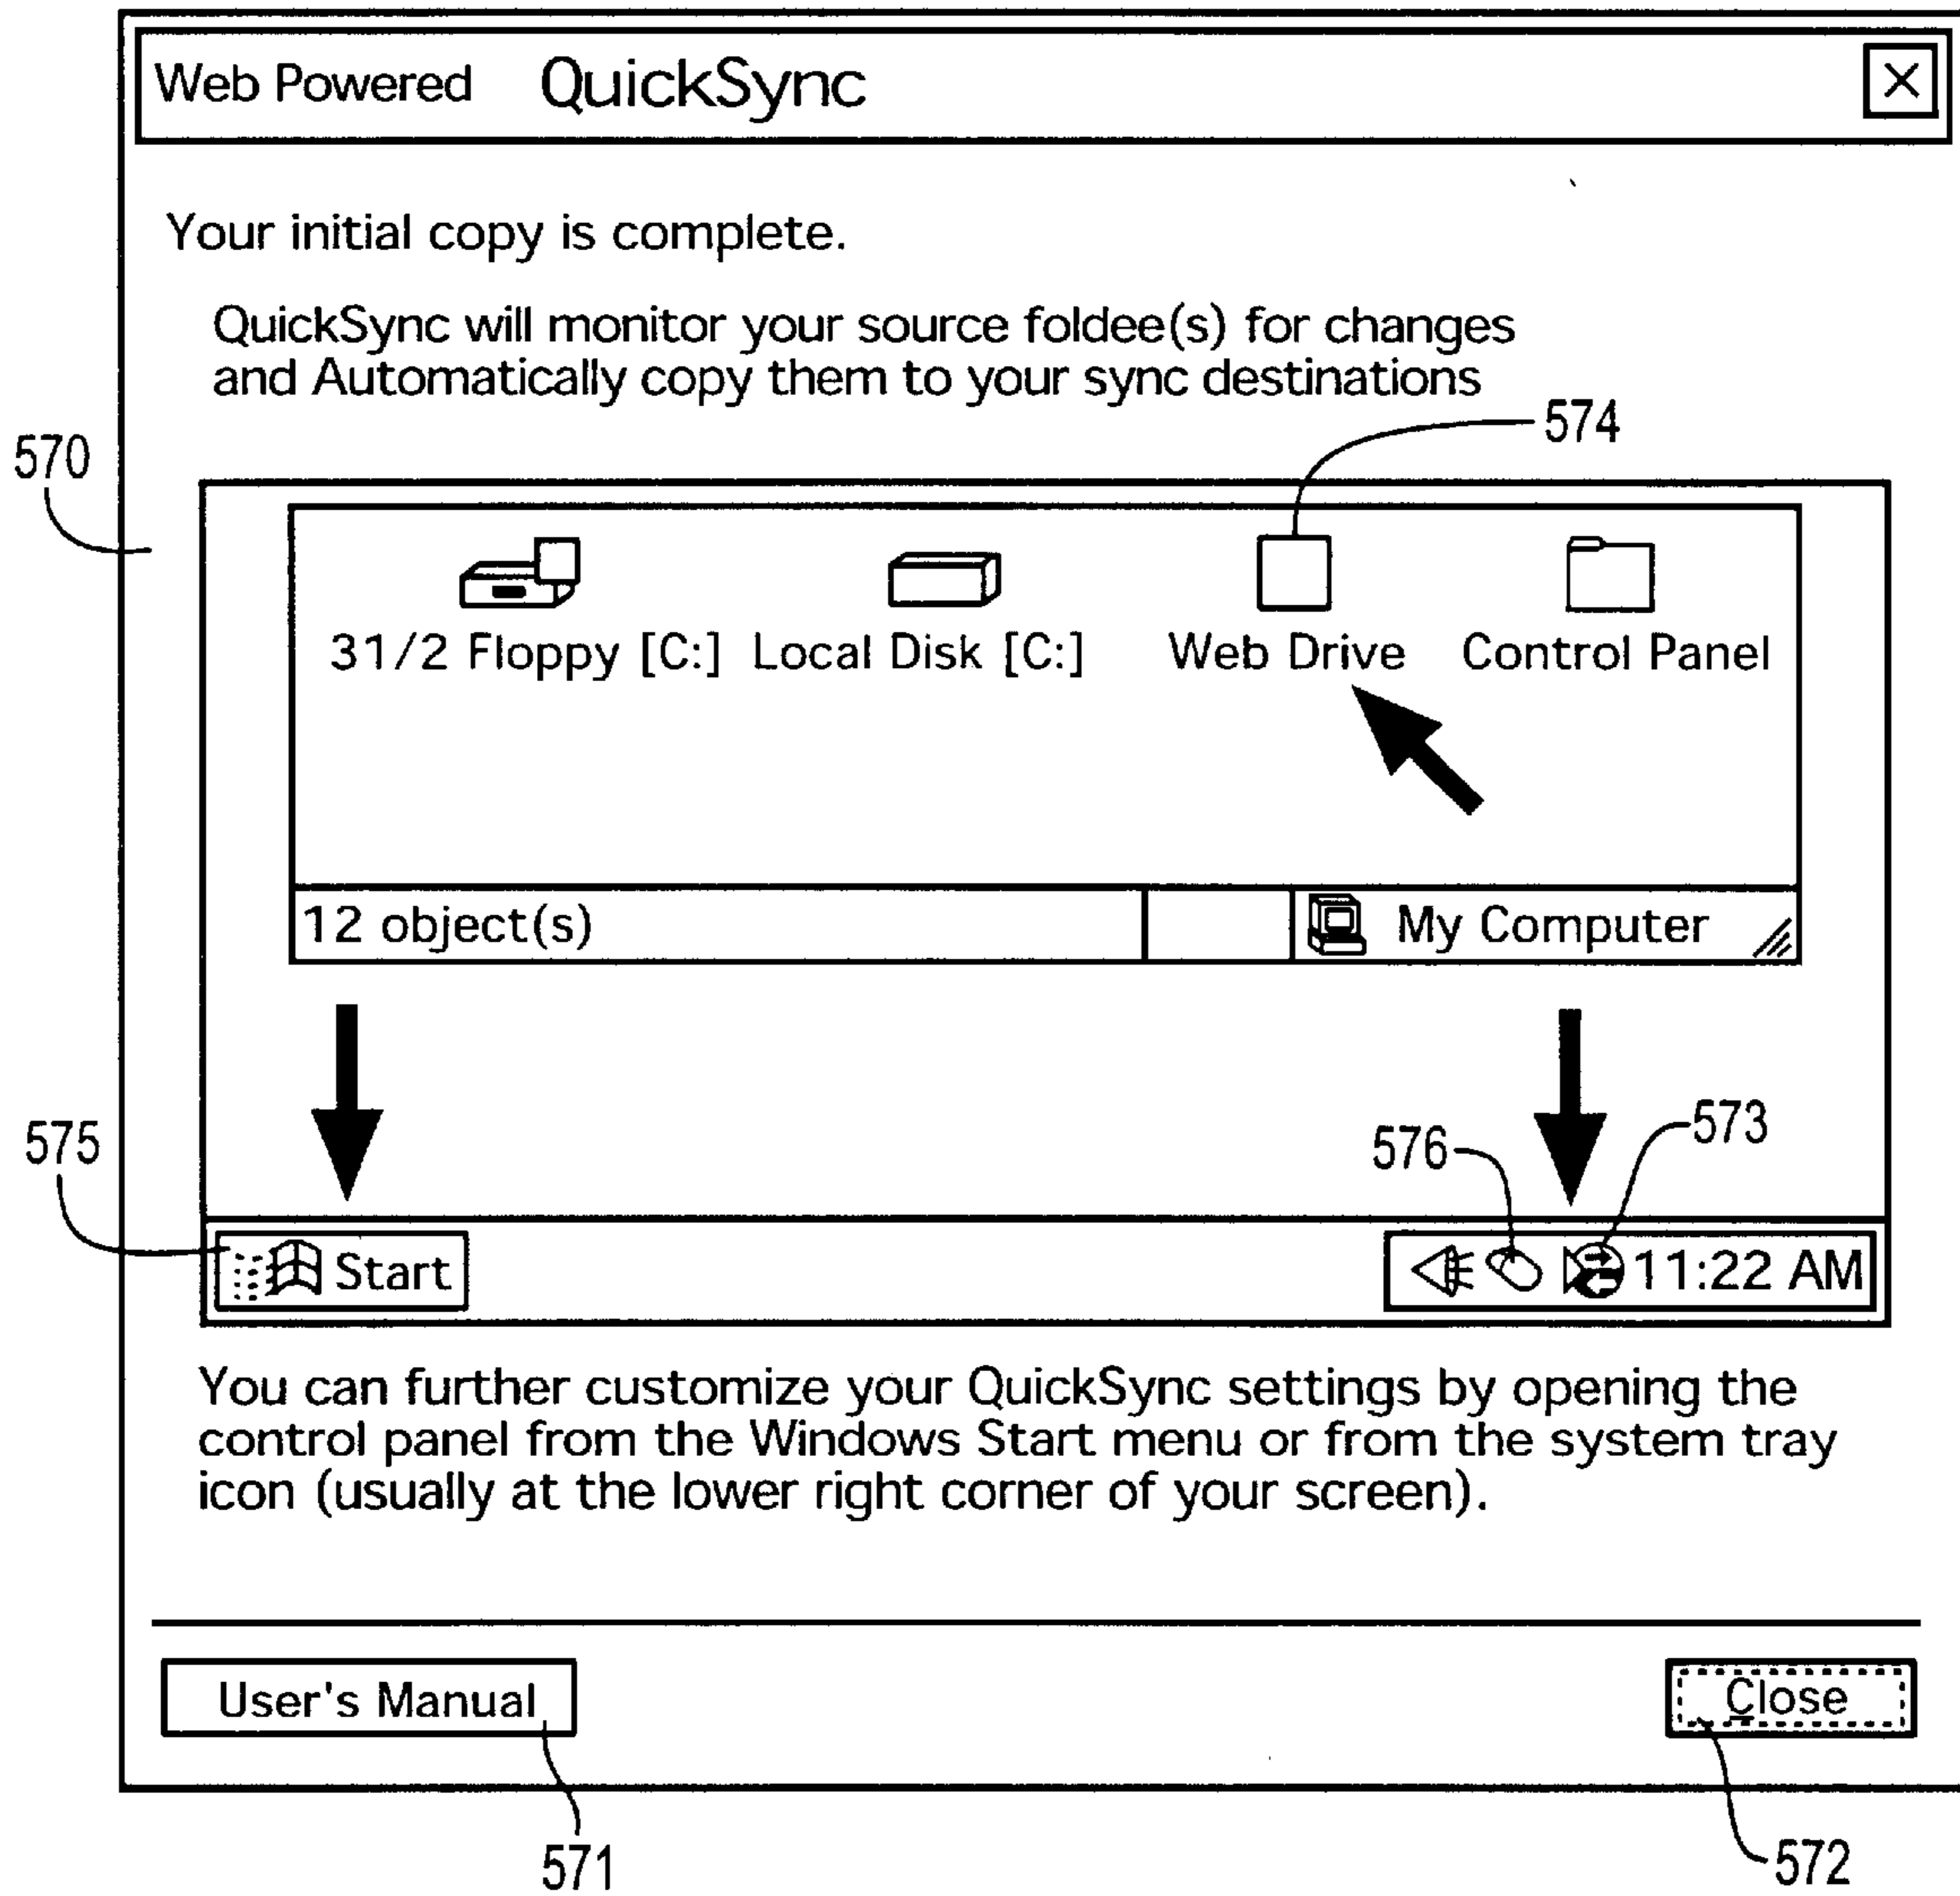 Web Powered QuickSync
Your initial copy is complete.
QuickSync will monitor your source foldee(s) for changes
and Automatically copy them to your sync destinations
574
570
31/2 Floppy [C:] Local Disk [C:] Web Drive Control Panel
12 object(s) My Computer
575
576
573
Start 11:22 AM
You can further customize your QuickSync settings by opening the
control panel from the Windows Start menu or from the system tray
icon (usually at the lower right corner of your screen).
User's Manual Close
571
572